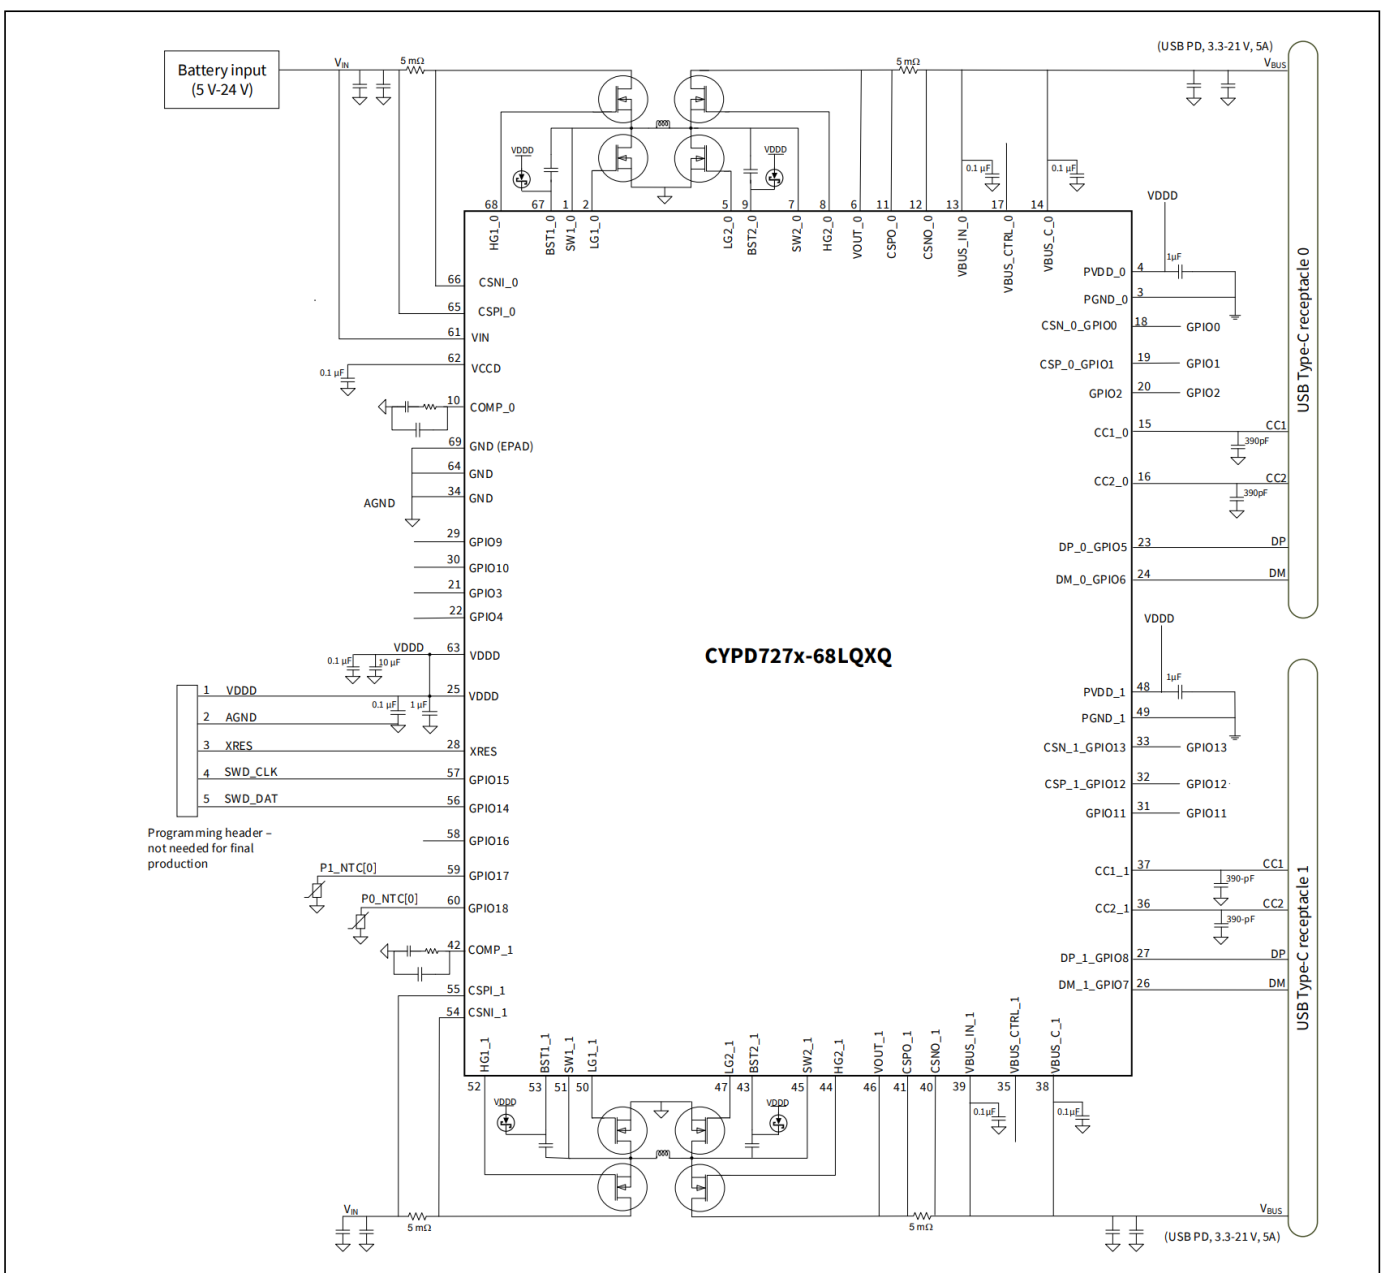 (USB PD, 3.3-21 V, 5A)
Battery input
(5 V-24 V)
VIN
5 mΩ
5 mΩ
VBUS
VDDD
VDDD
0.1 µF
0.1 µF
68
67
1
2
5
9
7
8
6
11
12
13
17
14
HG1_0
BST1_0
SW1_0
LG1_0
LG2_0
BST2_0
SW2_0
HG2_0
VOUT_0
CSPO_0
CSNO_0
VBUS_IN_0
VBUS_CTRL_0
VBUS_C_0
VDDD
1µF
66
CSNI_0
65
CSPI_0
61
VIN
62
VCCD
0.1 µF
10
COMP_0
69
GND (EPAD)
64
GND
34
GND
AGND
29
GPIO9
30
GPIO10
21
GPIO3
22
GPIO4
VDDD
63
VDDD
0.1 µF
10 µF
25
VDDD
0.1 µF
1 µF
1
VDDD
2
AGND
3
XRES
28
XRES
4
SWD_CLK
57
GPIO15
5
SWD_DAT
56
GPIO14
Programming header –
not needed for final
production
58
GPIO16
P1_NTC[0]
59
GPIO17
P0_NTC[0]
60
GPIO18
42
COMP_1
55
CSPI_1
54
CSNI_1
CYPD727x-68LQXQ
PVDD_0
4
PGND_0
3
CSN_0_GPIO0
18
GPIO0
CSP_0_GPIO1
19
GPIO1
GPIO2
20
GPIO2
CC1_0
15
CC1
390pF
CC2_0
16
CC2
390pF
DP_0_GPIO5
23
DP
DM_0_GPIO6
24
DM
USB Type-C receptacle 0
VDDD
1µF
PVDD_1
48
PGND_1
49
CSN_1_GPIO13
33
GPIO13
CSP_1_GPIO12
32
GPIO12
GPIO11
31
GPIO11
CC1_1
37
CC1
390-pF
CC2_1
36
CC2
390-pF
DP_1_GPIO8
27
DP
DM_1_GPIO7
26
DM
USB Type-C receptacle 1
HG1_1
BST1_1
SW1_1
LG1_1
LG2_1
BST2_1
SW2_1
HG2_1
VOUT_1
CSPO_1
CSNO_1
VBUS_IN_1
VBUS_CTRL_1
VBUS_C_1
52
53
51
50
47
43
45
44
46
41
40
39
35
38
VDDD
VDDD
0.1µF
0.1µF
VIN
5 mΩ
5 mΩ
VBUS
(USB PD, 3.3-21 V, 5A)